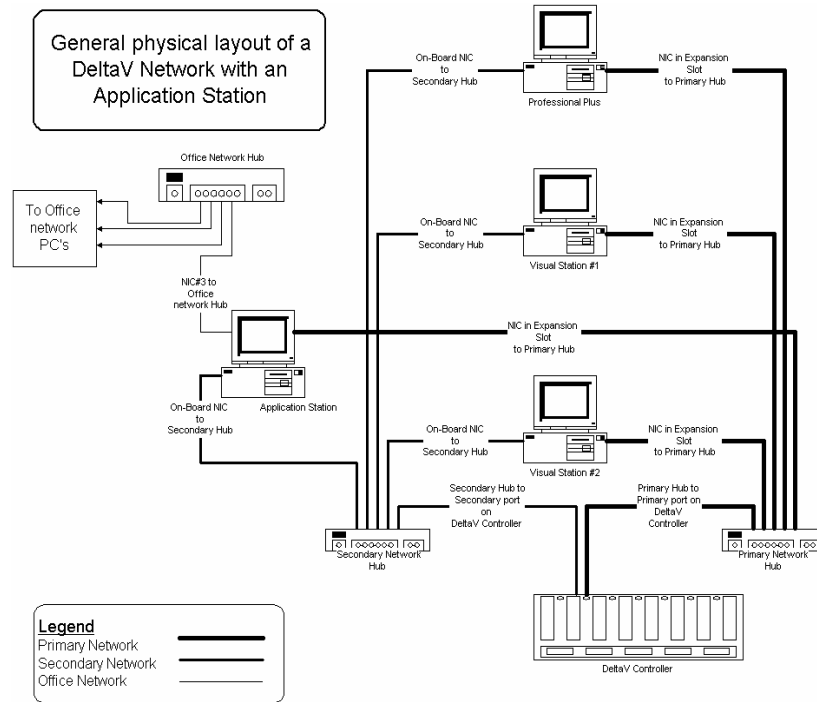 General physical layout of a
DeltaV Network with an
Application Station
On-Board NIC
to
Secondary Hub
NIC in Expansion
Slot
to Primary Hub
Professional Plus
Office Network Hub
To Office
network
PC's
On-Board NIC
to
Secondary Hub
NIC in Expansion
Slot
to Primary Hub
Visual Station #1
NIC#3 to
Office
network Hub
NIC in Expansion
Slot
to Primary Hub
On-Board NIC
to
Secondary Hub
Application Station
On-Board NIC
to
Secondary Hub
NIC in Expansion
Slot
to Primary Hub
Visual Station #2
Secondary Hub to
Secondary port
on
DeltaV Controller
Primary Hub to
Primary port on
DeltaV
Controller
Secondary Network
Hub
Primary Network
Hub
DeltaV Controller
Legend
Primary Network
Secondary Network
Office Network